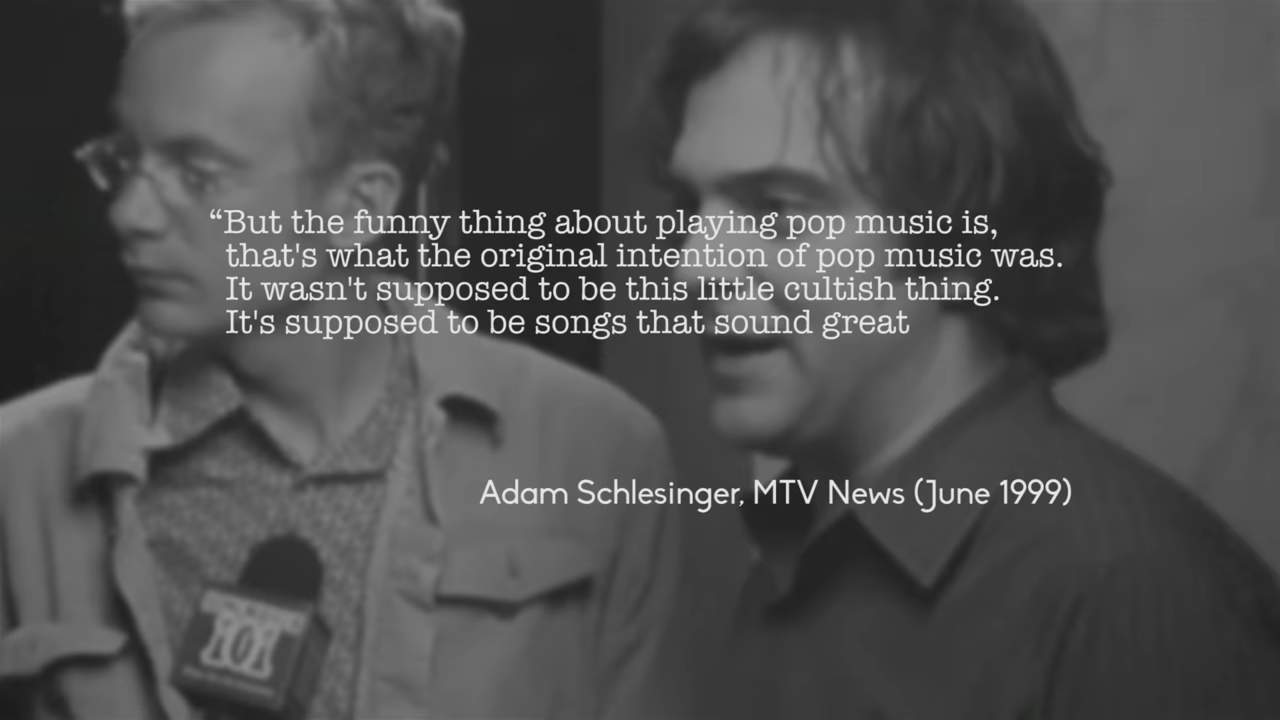 “But the funny thing about playing pop music is,
that's what the original intention of pop music was.
It wasn't supposed to be this little cultish thing.
It's supposed to be songs that sound great
Adam Schlesinger, MTV News (June 1999)
101